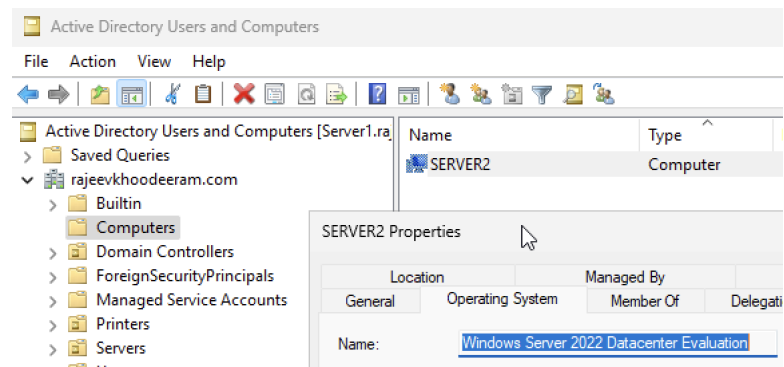 Active Directory Users and Computers
File Action View Help
Active Directory Users and Computers [Server1.raj
Name Type
Saved Queries
SERVER2 Computer
rajeevkhoodeeram.com
Builtin
Computers
SERVER2 Properties
Domain Controllers
ForeignSecurityPrincipals
Location Managed By
Managed Service Accounts
General Operating System Member Of Delegati
Printers
Name: Windows Server 2022 Datacenter Evaluation
Servers